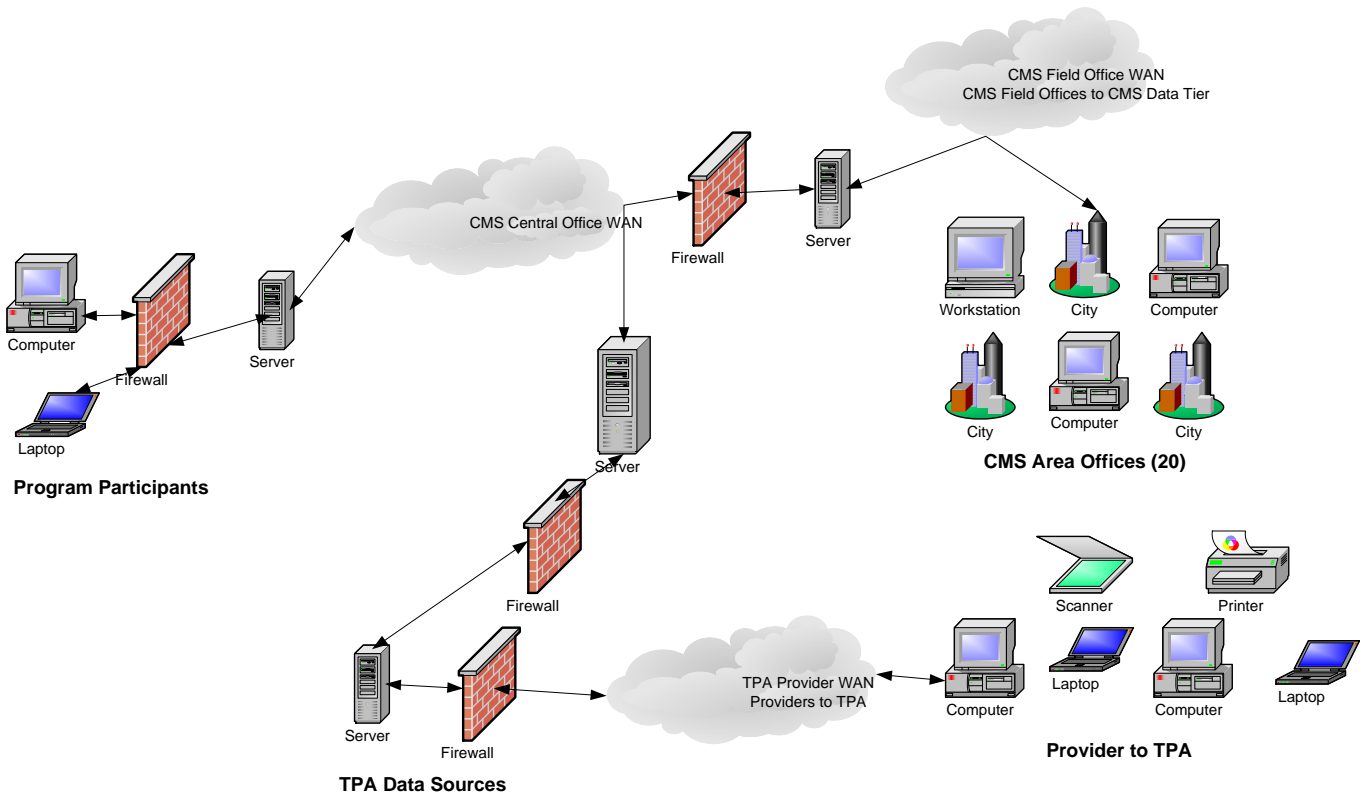 CMS Field Office WAN
CMS Field Offices to CMS Data Tier
CMS Central Office WAN
Firewall
Server
Computer
Firewall
Server
Laptop
Program Participants
Server
Workstation
City
Computer
City
Computer
City
CMS Area Offices (20)
Firewall
Scanner
Printer
Server
Firewall
TPA Provider WAN
Providers to TPA
Computer
Laptop
Computer
Laptop
TPA Data Sources
Provider to TPA